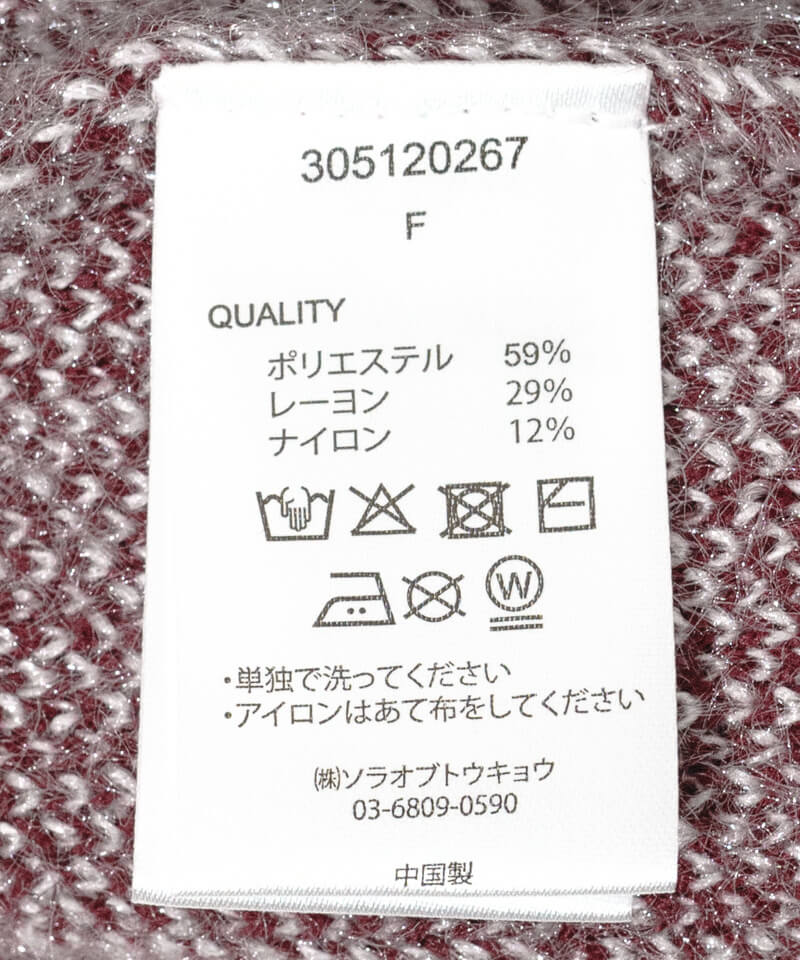 305120267
F
QUALITY
ポリエステル 59%
レーヨン 29%
ナイロン 12%
W
・単独で洗ってください
・アイロンはあて布をしてください
㈱ソラオブトウキョウ
03-6809-0590
中国製